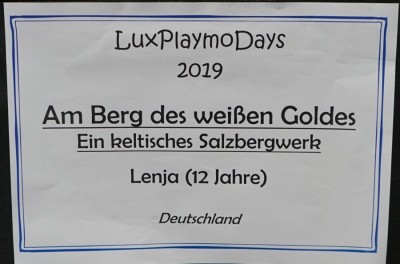 LuxPlaymoDays
2019
Am Berg des weißen Goldes
Ein keltisches Salzbergwerk
Lenja (12 Jahre)
Deutschland